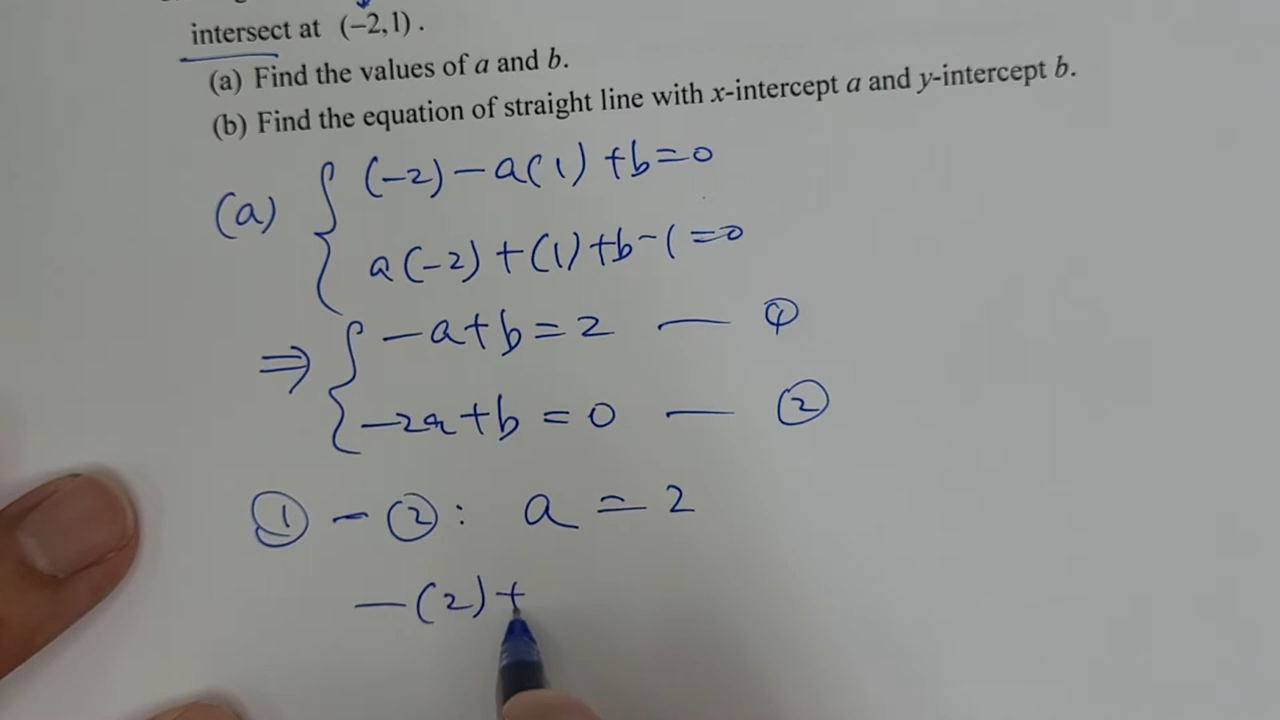 intersect at (−2,1).
(a) Find the values of a and b.
(b) Find the equation of straight line with x-intercept a and y-intercept b.
(a) { (-2) - a(1) + b = 0
a(-2) + (1) + b - 1 = 0
⇒ { -a + b = 2 — ①
-2a + b = 0 — ②
① - ② : a = 2
-(2) +